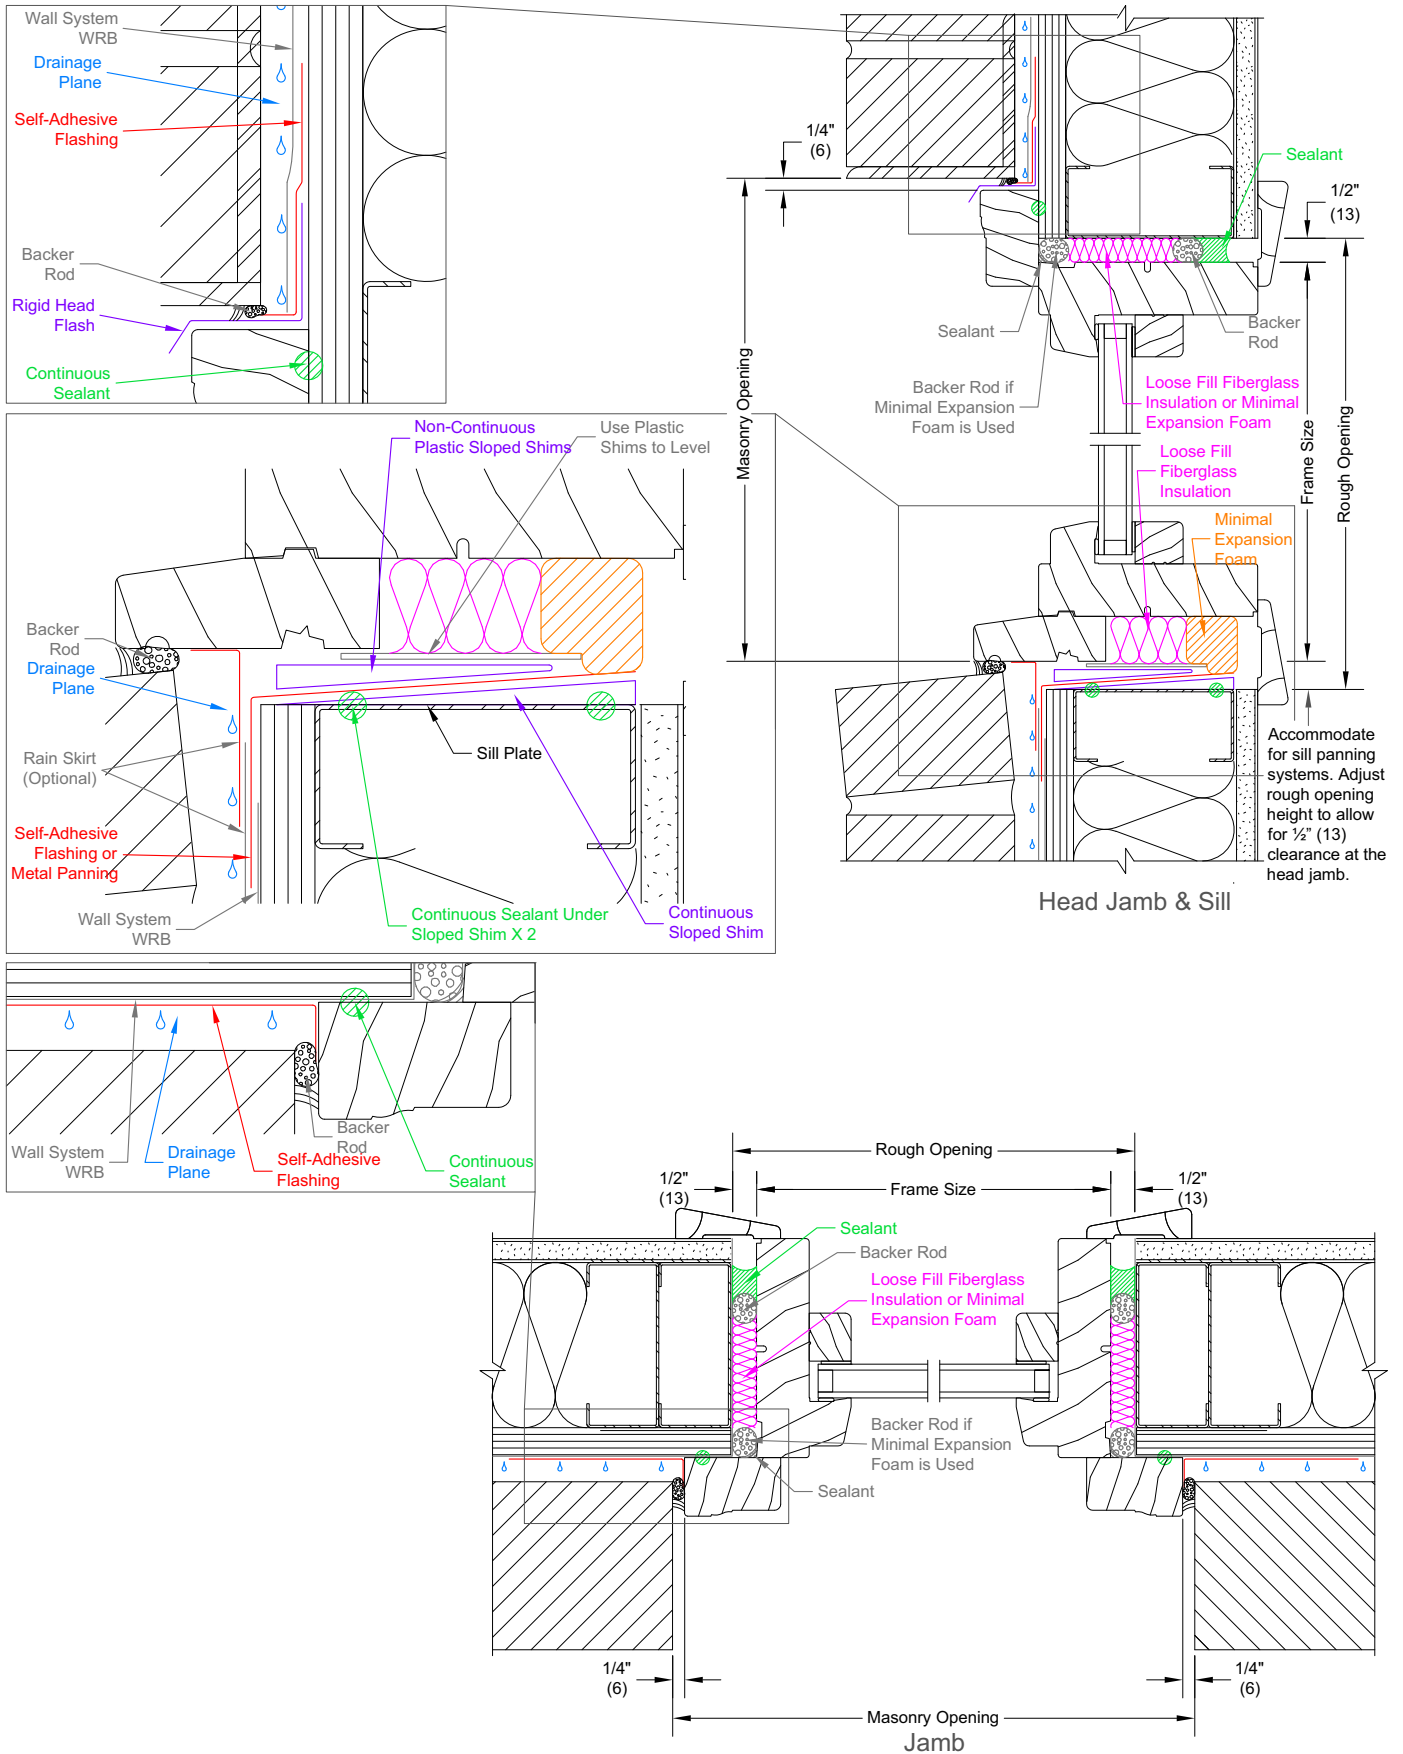 Wall System
WRB
Drainage
Plane
Self-Adhesive
Flashing
Backer
Rod
Rigid Head
Flash
Continuous
Sealant
1/4"
(6)
Sealant
1/2"
(13)
Masonry Opening
Sealant
Backer
Rod
Backer Rod if
Minimal Expansion
Foam is Used
Loose Fill Fiberglass
Insulation or Minimal
Expansion Foam
Frame Size
Rough Opening
Loose Fill
Fiberglass
Insulation
Minimal
Expansion
Foam
Accommodate
for sill panning
systems. Adjust
rough opening
height to allow
for ½” (13)
clearance at the
head jamb.
Head Jamb & Sill
Non-Continuous
Plastic Sloped Shims
Use Plastic
Shims to Level
Backer
Rod
Drainage
Plane
Sill Plate
Rain Skirt
(Optional)
Self-Adhesive
Flashing or
Metal Panning
Wall System
WRB
Continuous Sealant Under
Sloped Shim X 2
Continuous
Sloped Shim
Wall System
WRB
Drainage
Plane
Self-Adhesive
Flashing
Backer
Rod
Continuous
Sealant
Rough Opening
1/2"
(13)
Frame Size
1/2"
(13)
Sealant
Backer Rod
Loose Fill Fiberglass
Insulation or Minimal
Expansion Foam
Backer Rod if
Minimal Expansion
Foam is Used
Sealant
1/4"
(6)
1/4"
(6)
Masonry Opening
Jamb